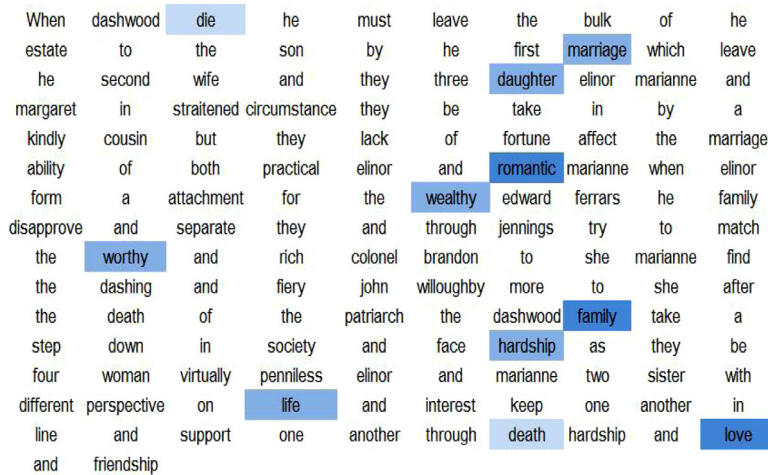 When dashwood die he must leave the bulk of he
estate to the son by he first marriage which leave
he second wife and they three daughter elinor marianne and
margaret in straitened circumstance they be take in by a
kindly cousin but they lack of fortune affect the marriage
ability of both practical elinor and romantic marianne when elinor
form a attachment for the wealthy edward ferrars he family
disapprove and separate they and through jennings try to match
the worthy and rich colonel brandon to she marianne find
the dashing and fiery john willoughby more to she after
the death of the patriarch the dashwood family take a
step down in society and face hardship as they be
four woman virtually penniless elinor and marianne two sister with
different perspective on life and interest keep one another in
line and support one another through death hardship and love
and friendship